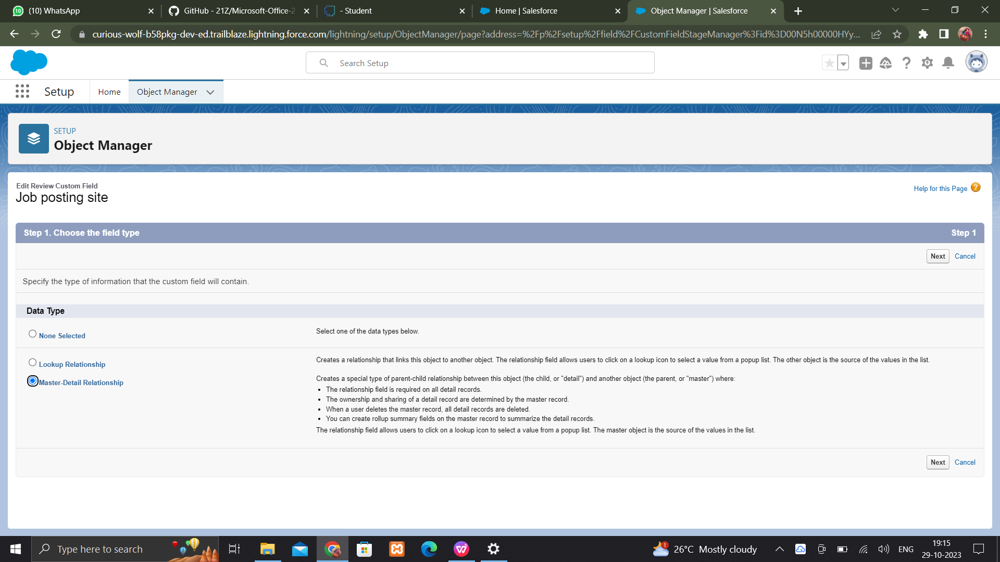 (10) WhatsApp
GitHub - 21Z/Microsoft-Office-2
- Student
Home | Salesforce
Object Manager | Salesforce
curious-wolf-b58pkg-dev-ed.trailblaze.lightning.force.com/lightning/setup/ObjectManager/page?address=%2Fp%2Fsetup%2Ffield%2FCustomFieldStageManager%3Fid%3D00N5h00000HYy...
Search Setup
Setup
Home
Object Manager
SETUP
Object Manager
Edit Review Custom Field
Job posting site
Help for this Page
Step 1. Choose the field type
Step 1
Next
Cancel
Specify the type of information that the custom field will contain.
Data Type
None Selected
Select one of the data types below.
Lookup Relationship
Creates a relationship that links this object to another object. The relationship field allows users to click on a lookup icon to select a value from a popup list. The other object is the source of the values in the list.
Master-Detail Relationship
Creates a special type of parent-child relationship between this object (the child, or "detail") and another object (the parent, or "master") where:
• The relationship field is required on all detail records.
• The ownership and sharing of a detail record are determined by the master record.
• When a user deletes the master record, all detail records are deleted.
• You can create rollup summary fields on the master record to summarize the detail records.
The relationship field allows users to click on a lookup icon to select a value from a popup list. The master object is the source of the values in the list.
Next
Cancel
Type here to search
1
26°C Mostly cloudy
ENG
19:15
29-10-2023